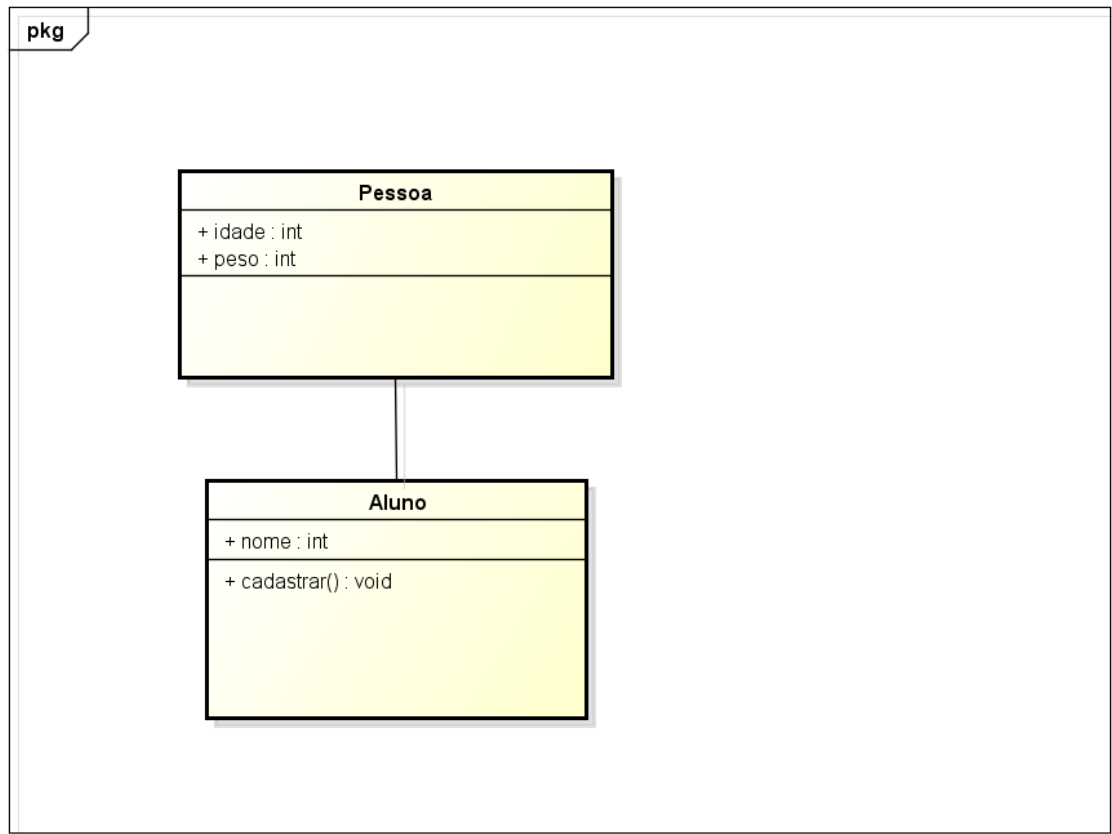 pkg
Pessoa
+ idade : int
+ peso : int
Aluno
+ nome : int
+ cadastrar() : void